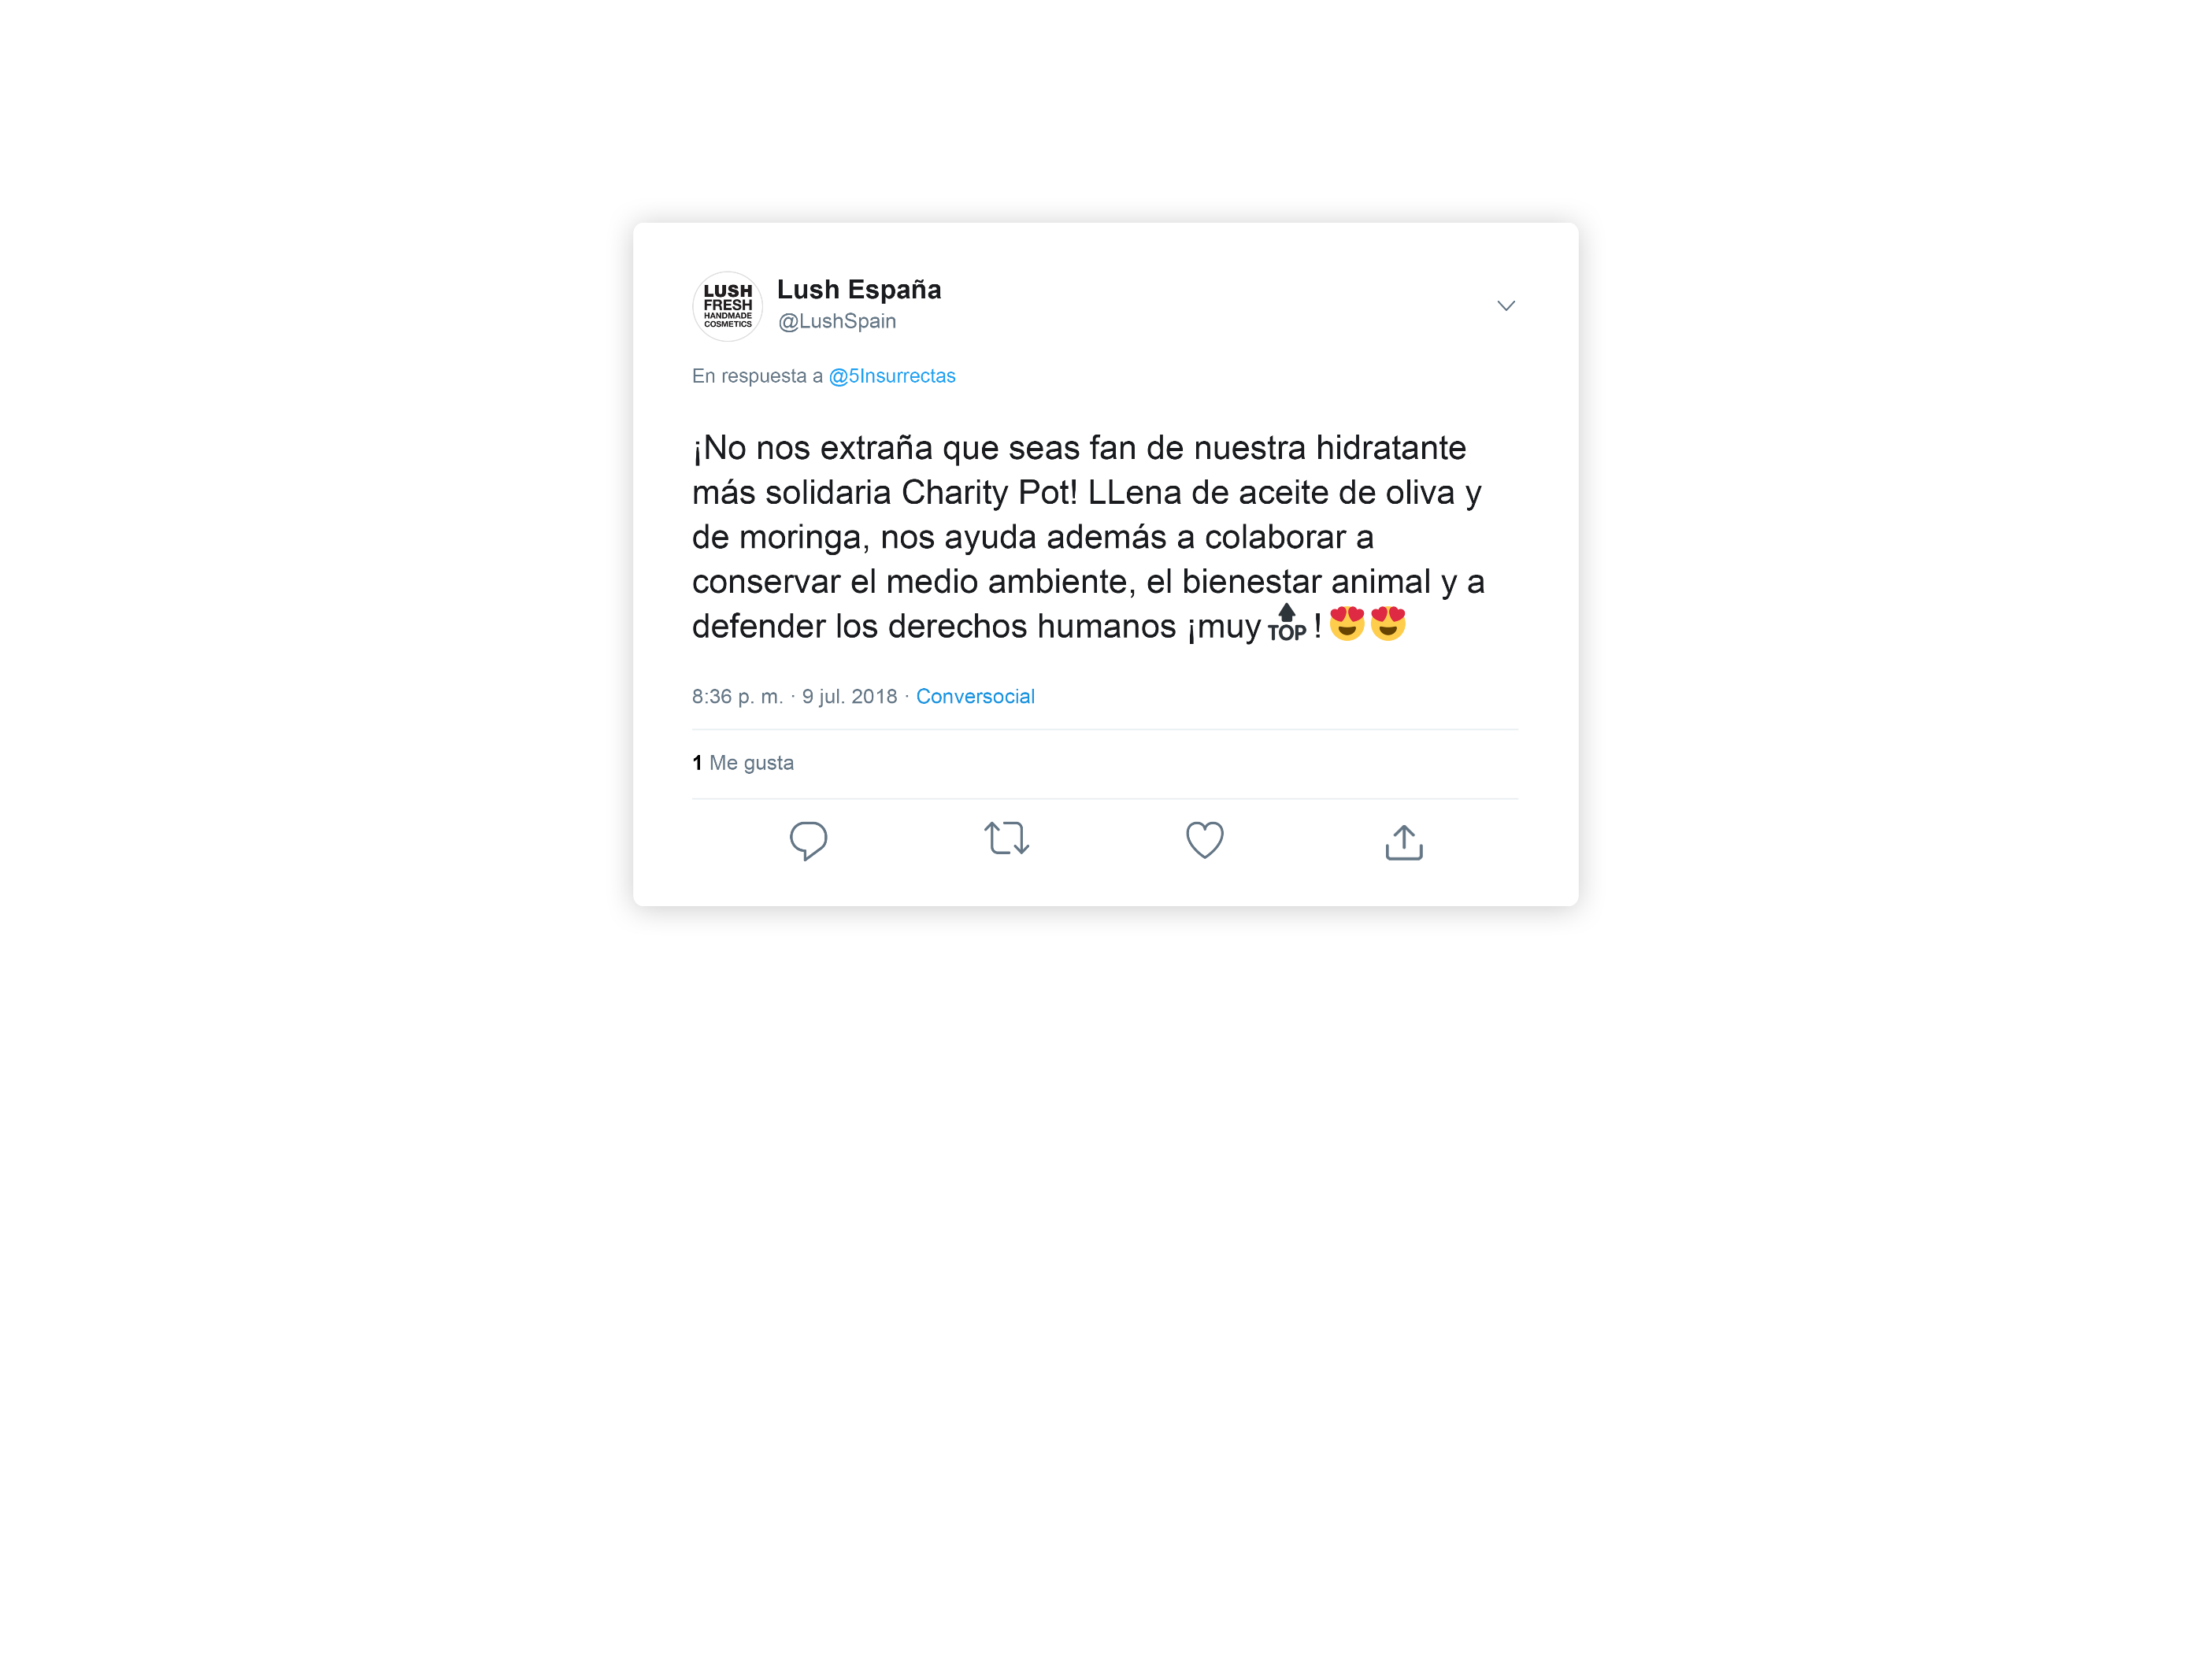 LUSH
FRESH
HANDMADE
COSMETICS
Lush España
@LushSpain
En respuesta a @5Insurrectas
¡No nos extraña que seas fan de nuestra hidratante
más solidaria Charity Pot! LLena de aceite de oliva y
de moringa, nos ayuda además a colaborar a
conservar el medio ambiente, el bienestar animal y a
defender los derechos humanos ¡muy🔝!😍😍
8:36 p. m. · 9 jul. 2018 · Conversocial
1 Me gusta